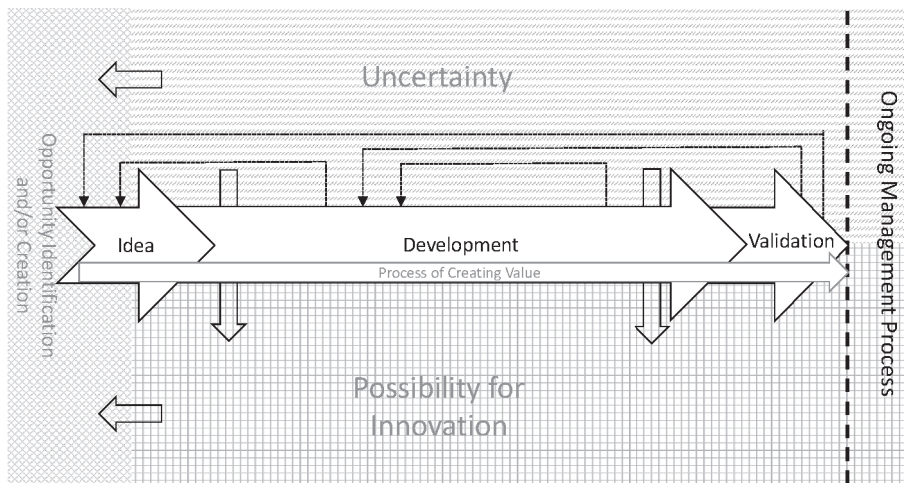 Uncertainty
Opportunity Identification
and/or Creation
Idea
Development
Validation
Process of Creating Value
Possibility for
Innovation
Ongoing Management Process